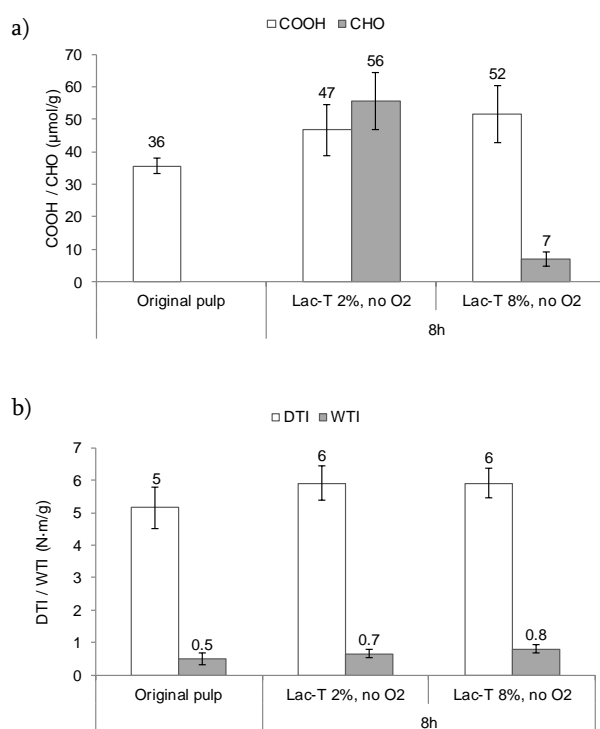 a)
COOH CHO
COOH / CHO (µmol/g)
70
60
50
40
30
20
10
0
36
47
56
52
7
Original pulp
Lac-T 2%, no O2
Lac-T 8%, no O2
8h
b)
DTI WTI
DTI / WTI (N·m/g)
7
6
5
4
3
2
1
0
5
0.5
6
0.7
6
0.8
Original pulp
Lac-T 2%, no O2
Lac-T 8%, no O2
8h